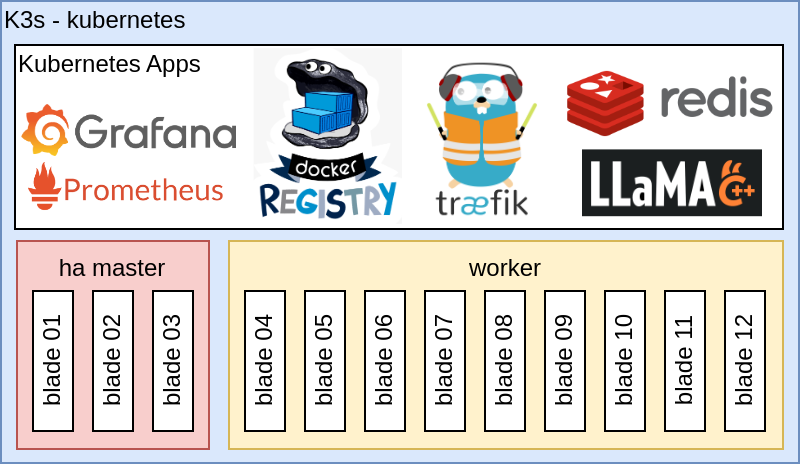 K3s - kubernetes
Kubernetes Apps
Grafana
Prometheus
docker
REGISTRY
træfik
redis
LLaMA C++
ha master
blade 01
blade 02
blade 03
worker
blade 04
blade 05
blade 06
blade 07
blade 08
blade 09
blade 10
blade 11
blade 12